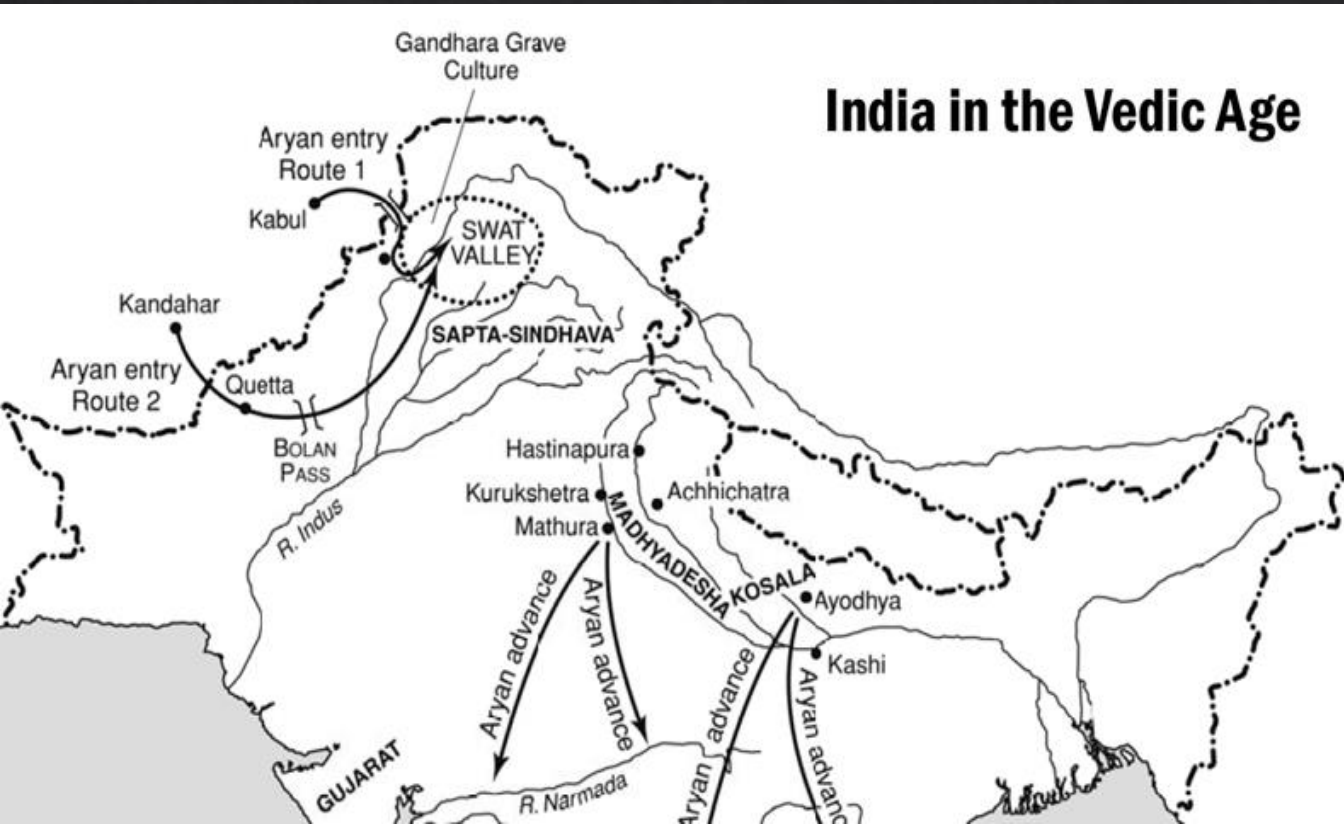 Gandhara Grave
Culture
India in the Vedic Age
Aryan entry
Route 1
Kabul
SWAT
VALLEY
Kandahar
SAPTA-SINDHAVA
Aryan entry
Route 2
Quetta
BOLAN
PASS
Hastinapura
Kurukshetra
Achhichatra
Mathura
R. Indus
MADHYADESHA
KOSALA
Ayodhya
Kashi
Aryan advance
Aryan advance
Aryan advance
Aryan advanc
GUJARAT
R. Narmada